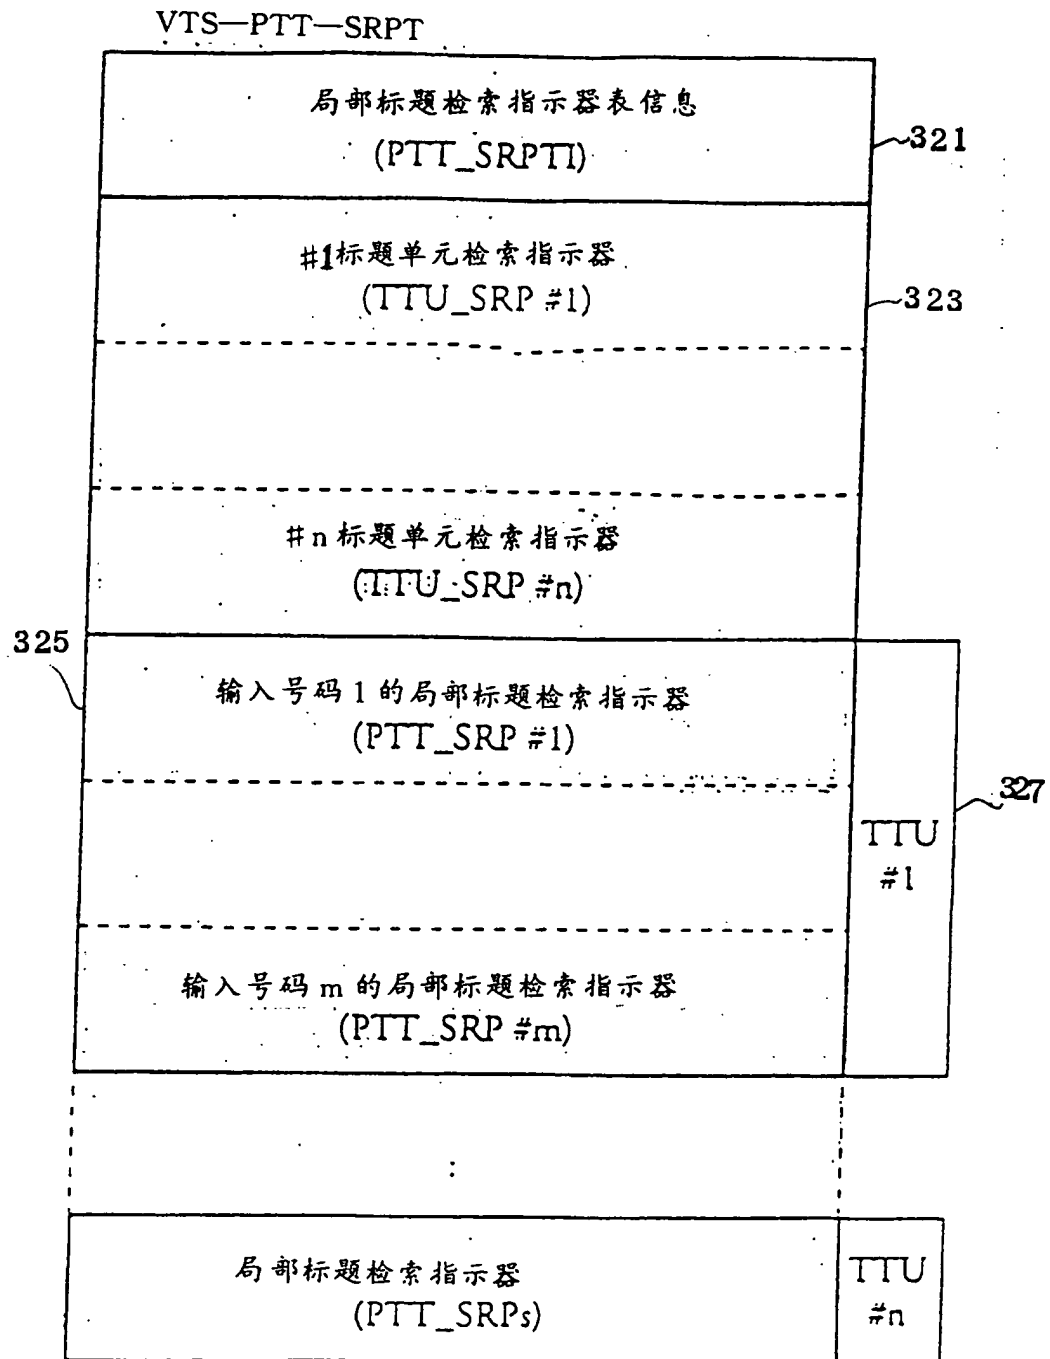 VTS—PTT—SRPT
局部标题检索指示器表信息
(PTT_SRPTI)
321
#1标题单元检索指示器
(TTU_SRP #1)
323
#n标题单元检索指示器
(TTU_SRP #n)
325
输入号码1的局部标题检索指示器
(PTT_SRP #1)
327
TTU
#1
输入号码m的局部标题检索指示器
(PTT_SRP #m)
局部标题检索指示器
(PTT_SRPs)
TTU
#n